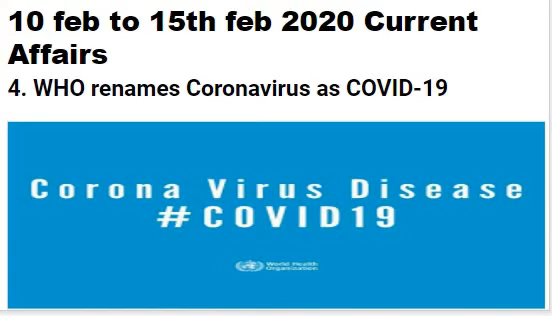 10 feb to 15th feb 2020 Current
Affairs
4. WHO renames Coronavirus as COVID-19
Corona Virus Disease
#COVID19
World Health
Organization